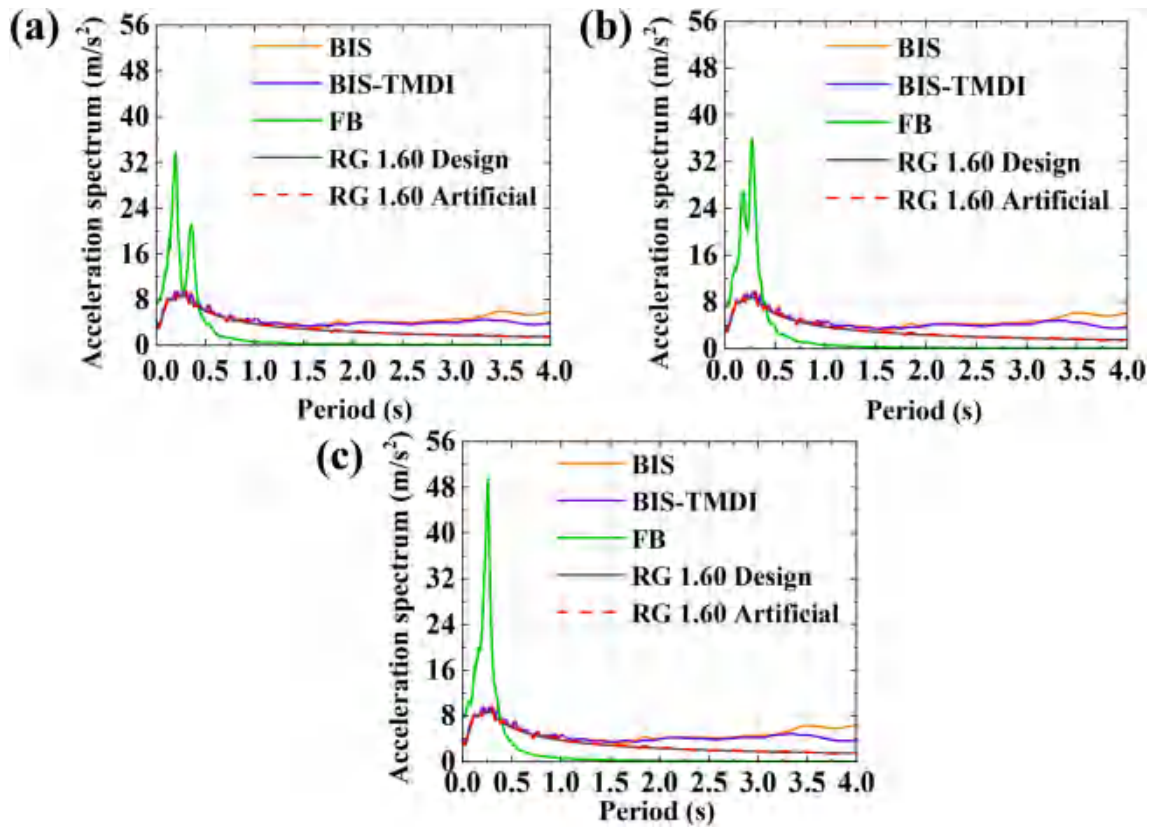 (a)
Acceleration spectrum (m/s²)
56
48
40
32
24
16
8
0
BIS
BIS-TMDI
FB
RG 1.60 Design
RG 1.60 Artificial
0.0 0.5 1.0 1.5 2.0 2.5 3.0 3.5 4.0
Period (s)
(b)
Acceleration spectrum (m/s²)
56
48
40
32
24
16
8
0
BIS
BIS-TMDI
FB
RG 1.60 Design
RG 1.60 Artificial
0.0 0.5 1.0 1.5 2.0 2.5 3.0 3.5 4.0
Period (s)
(c)
Acceleration spectrum (m/s²)
56
48
40
32
24
16
8
0
BIS
BIS-TMDI
FB
RG 1.60 Design
RG 1.60 Artificial
0.0 0.5 1.0 1.5 2.0 2.5 3.0 3.5 4.0
Period (s)